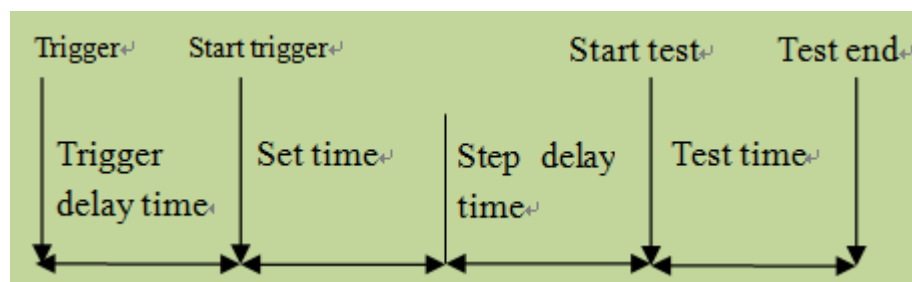 Trigger
Start trigger
Start test
Test end
Trigger
delay time
Set time
Step delay
time
Test time